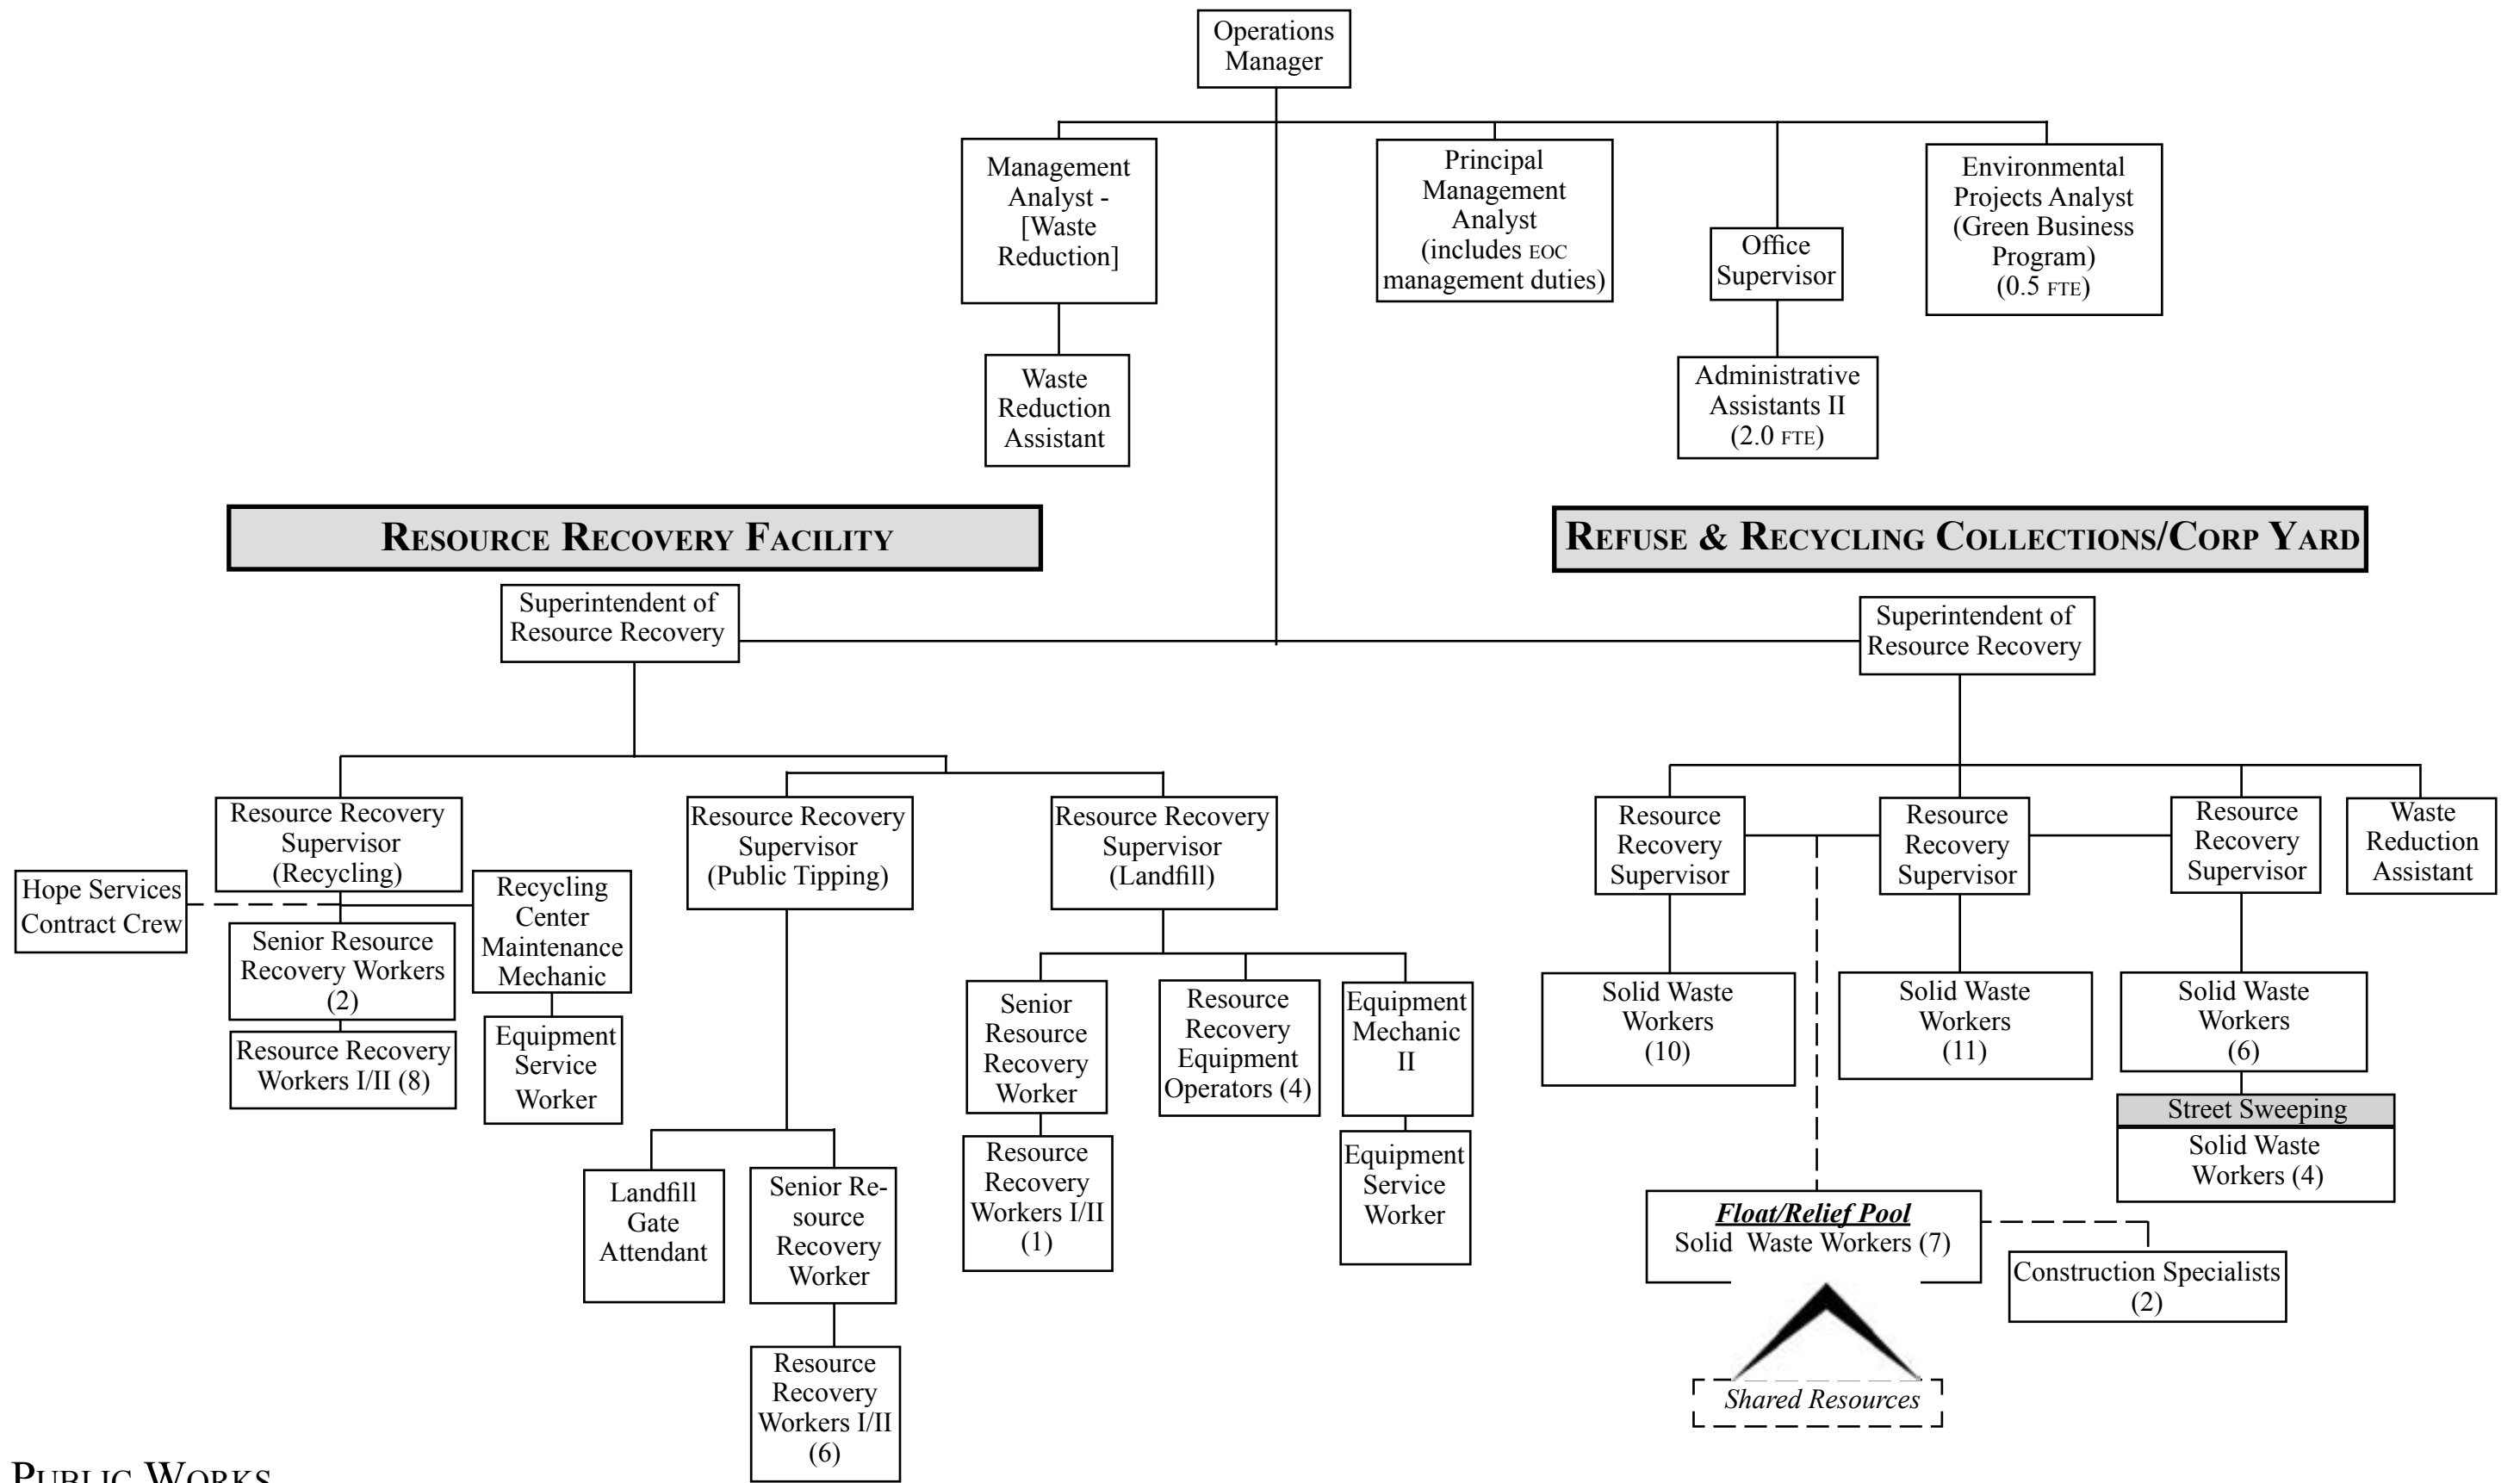 Operations
Manager
Management
Analyst -
[Waste
Reduction]
Principal
Management
Analyst
(includes EOC
management duties)
Office
Supervisor
Environmental
Projects Analyst
(Green Business
Program)
(0.5 FTE)
Waste
Reduction
Assistant
Administrative
Assistants II
(2.0 FTE)
RESOURCE RECOVERY FACILITY
REFUSE & RECYCLING COLLECTIONS/CORP YARD
Superintendent of
Resource Recovery
Superintendent of
Resource Recovery
Resource Recovery
Supervisor
(Recycling)
Hope Services
Contract Crew
Senior Resource
Recovery Workers
(2)
Resource Recovery
Workers I/II (8)
Recycling
Center
Maintenance
Mechanic
Equipment
Service
Worker
Resource Recovery
Supervisor
(Public Tipping)
Landfill
Gate
Attendant
Senior Re-
source
Recovery
Worker
Resource
Recovery
Workers I/II
(6)
Resource Recovery
Supervisor
(Landfill)
Senior
Resource
Recovery
Worker
Resource
Recovery
Workers I/II
(1)
Resource
Recovery
Equipment
Operators (4)
Equipment
Mechanic
II
Equipment
Service
Worker
Resource
Recovery
Supervisor
Solid Waste
Workers
(10)
Resource
Recovery
Supervisor
Solid Waste
Workers
(11)
Resource
Recovery
Supervisor
Solid Waste
Workers
(6)
Street Sweeping
Solid Waste
Workers (4)
Waste
Reduction
Assistant
Float/Relief Pool
Solid Waste Workers (7)
Construction Specialists
(2)
Shared Resources
PUBLIC WORKS